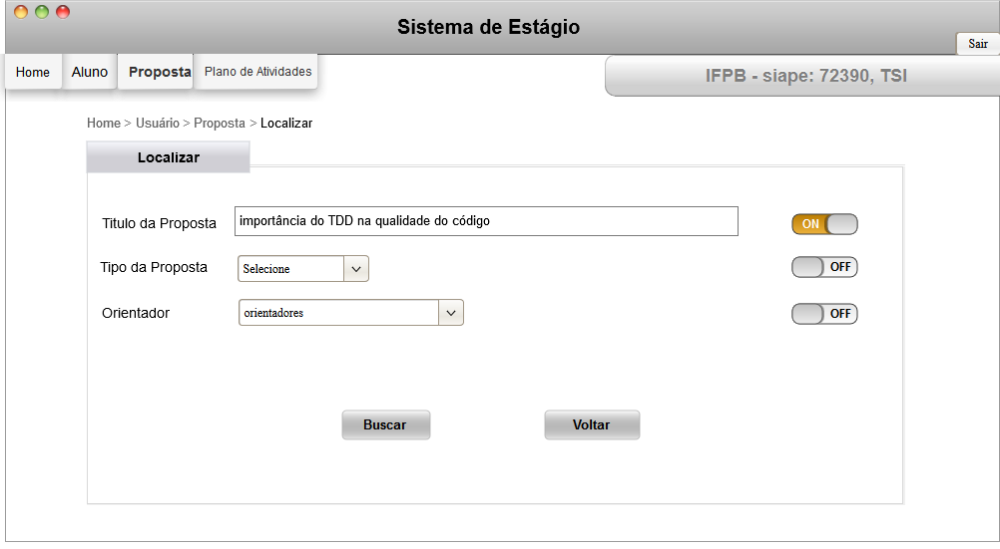 Sistema de Estágio
Sair
Home Aluno Proposta Plano de Atividades
IFPB - siape: 72390, TSI
Home > Usuário > Proposta > Localizar
Localizar
Titulo da Proposta importância do TDD na qualidade do código ON
Tipo da Proposta Selecione OFF
Orientador orientadores OFF
Buscar Voltar